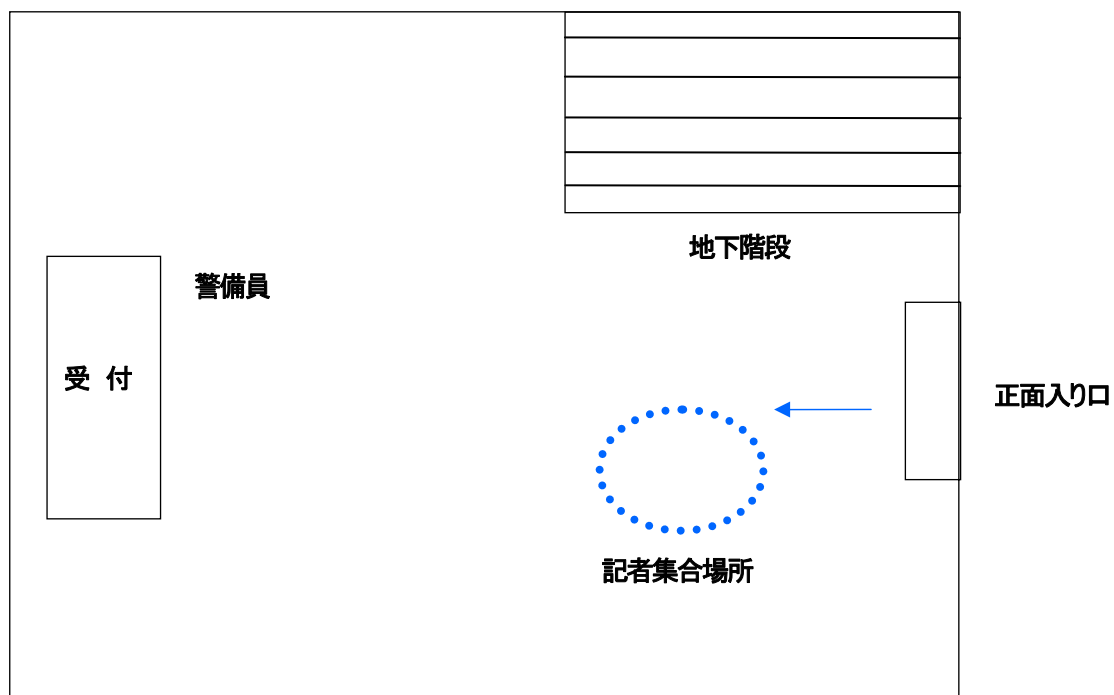 地下階段
警備員
受 付
正面入り口
記者集合場所